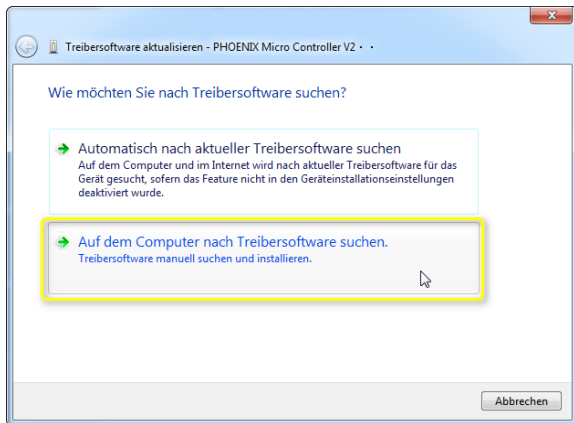 Treibersoftware aktualisieren - PHOENIX Micro Controller V2
Wie möchten Sie nach Treibersoftware suchen?
Automatisch nach aktueller Treibersoftware suchen
Auf dem Computer und im Internet wird nach aktueller Treibersoftware für das
Gerät gesucht, sofern das Feature nicht in den Geräteinstallationseinstellungen
deaktiviert wurde.
Auf dem Computer nach Treibersoftware suchen.
Treibersoftware manuell suchen und installieren.
Abbrechen